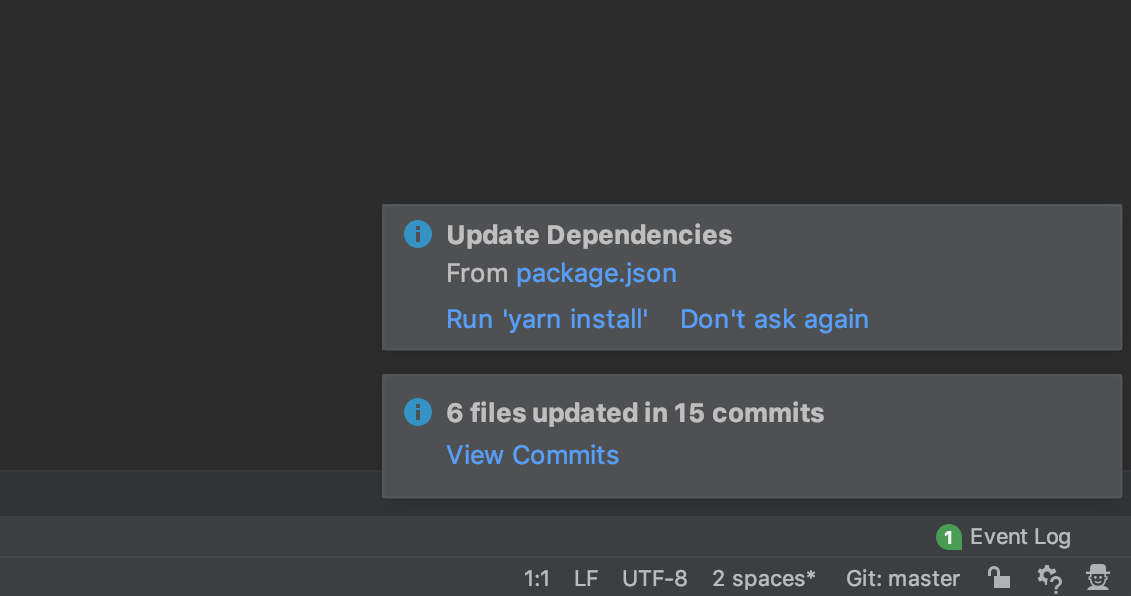 Update Dependencies
From package.json
Run 'yarn install' Don't ask again
6 files updated in 15 commits
View Commits
1 Event Log
1:1 LF UTF-8 2 spaces* Git: master